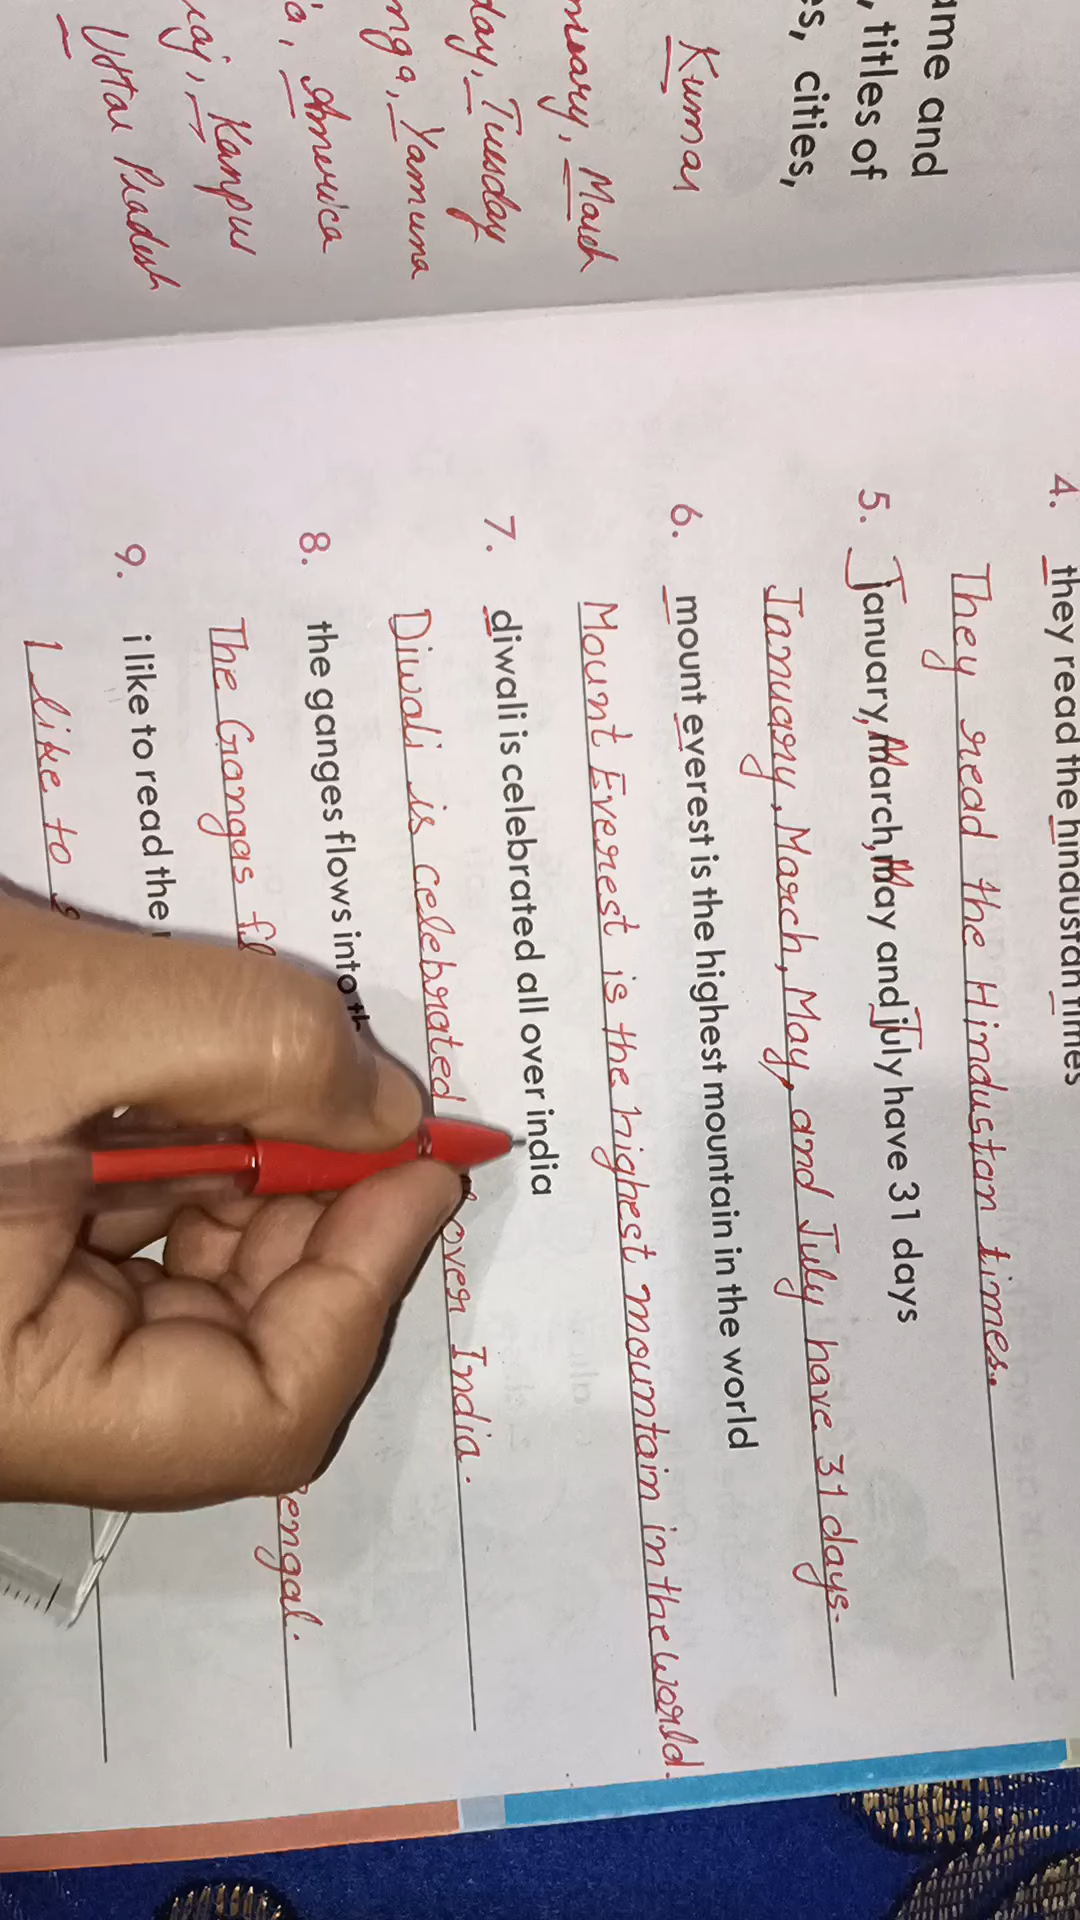 ame and
, titles of
es, cities,
Kumar
March
day, Tuesday
nga, Yamuna
a, America
raj, Kanpur
Uttar Pradesh
4. they read the hindustan times
They read the Hindustan times.
5. January, March, May and July have 31 days
January, March, May, and July have 31 days.
6. mount everest is the highest mountain in the world
Mount Everest is the highest mountain in the world.
7. diwali is celebrated all over india
Diwali is celebrated over India.
8. the ganges flows into th
The Gangas fl engal.
9. i like to read the
I like to